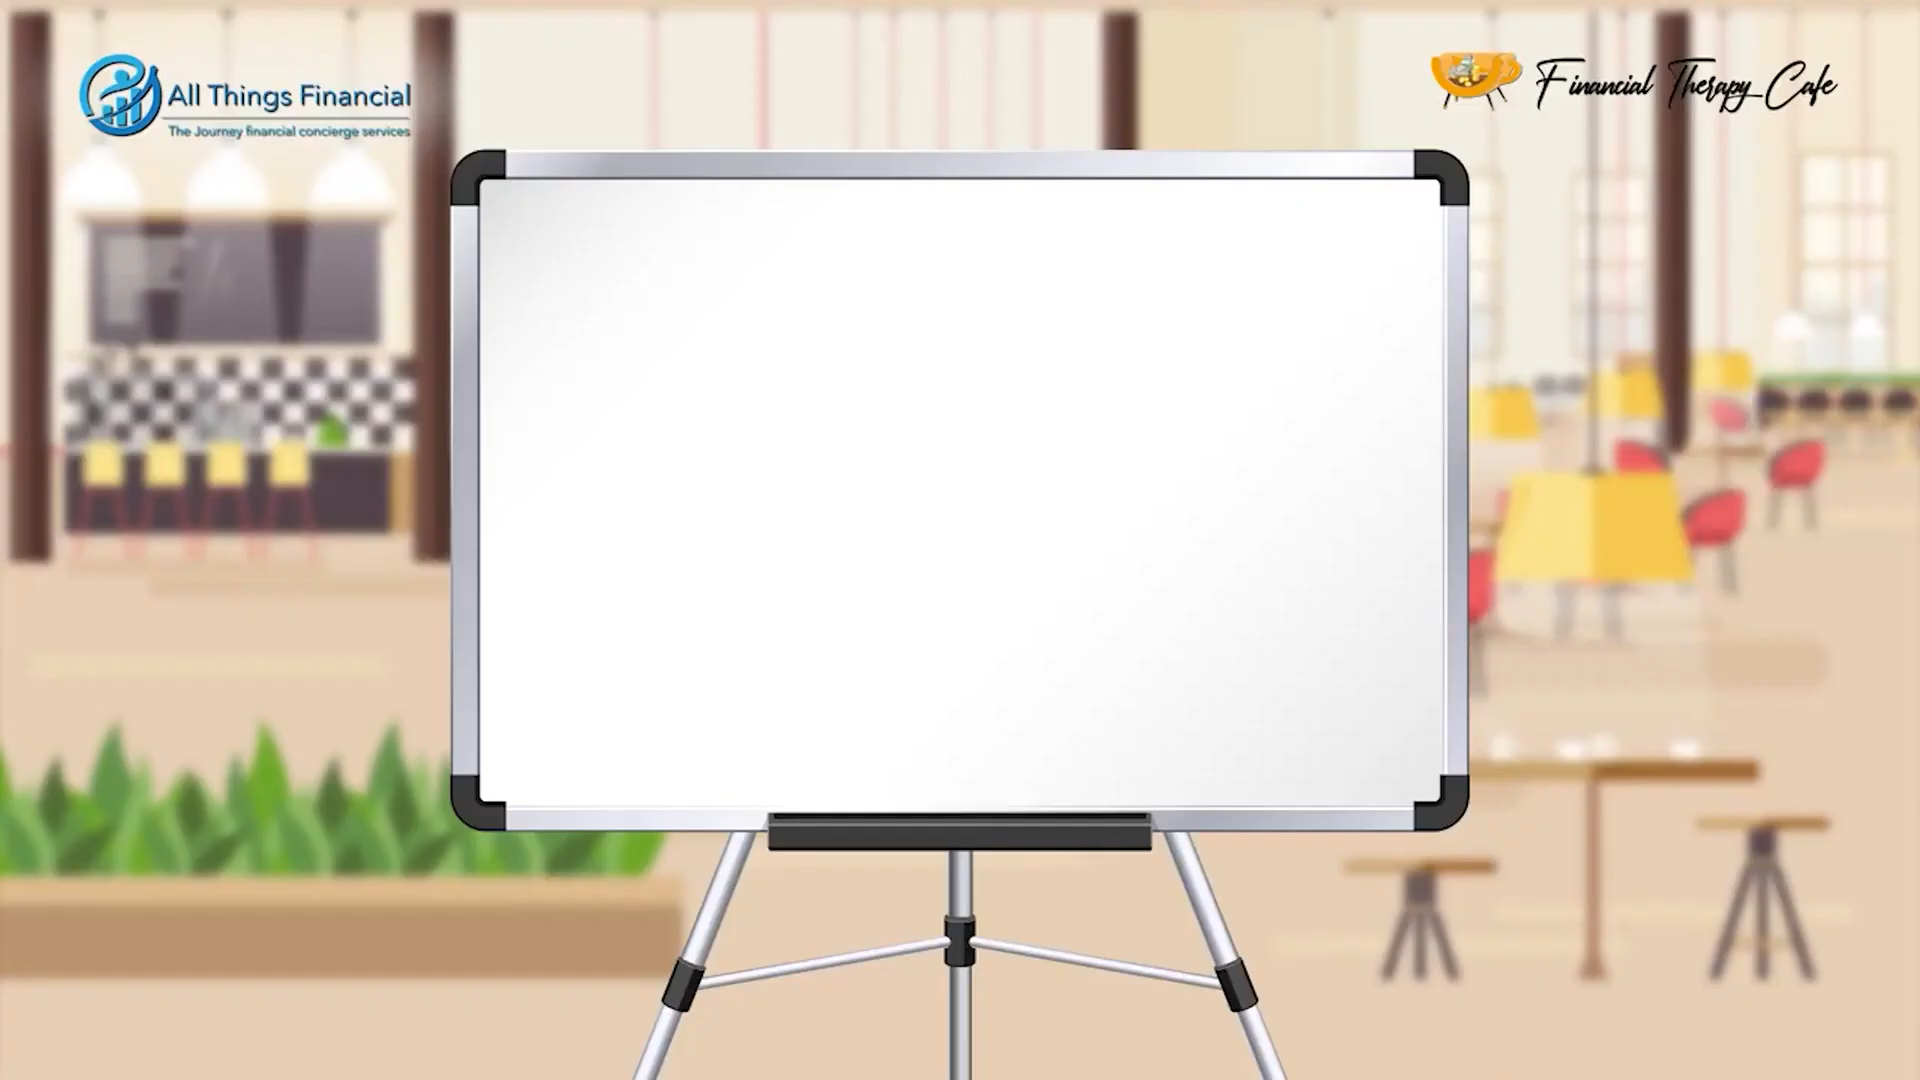 All Things Financial
The Journey financial concierge services
Financial Therapy Cafe